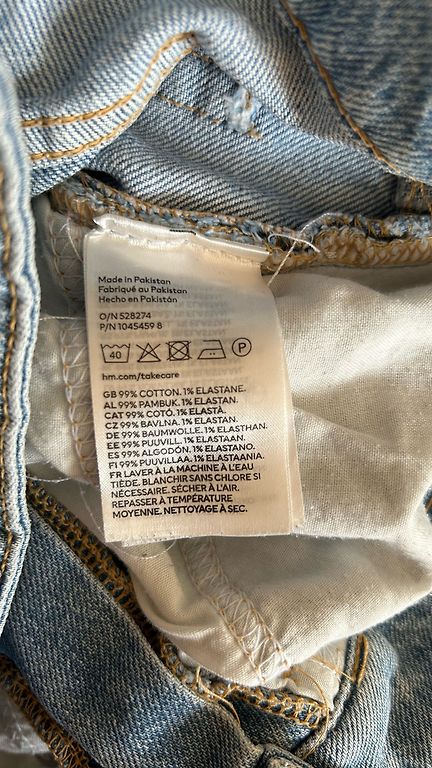 Made in Pakistan
Fabriqué au Pakistan
Hecho en Pakistán
O/N 528274
P/N 1045459 8
40 P
hm.com/takecare
GB 99% COTTON. 1% ELASTANE.
AL 99% PAMBUK. 1% ELASTAN.
CAT 99% COTÓ. 1% ELASTÀ.
CZ 99% BAVLNA. 1% ELASTAN.
DE 99% BAUMWOLLE. 1% ELASTHAN.
EE 99% PUUVILL. 1% ELASTAAN.
ES 99% ALGODÓN. 1% ELASTANO.
FI 99% PUUVILLAA. 1% ELASTAANIA.
FR LAVER À LA MACHINE À L'EAU
TIÈDE. BLANCHIR SANS CHLORE SI
NÉCESSAIRE. SÉCHER À L'AIR.
REPASSER À TEMPÉRATURE
MOYENNE. NETTOYAGE À SEC.